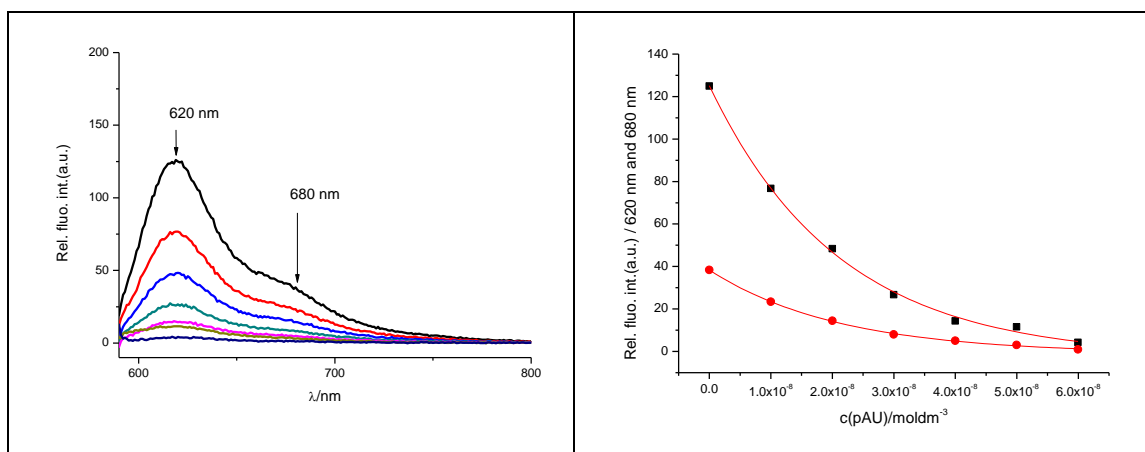 200
150
100
50
0
Rel. fluo. int.(a.u.)
620 nm
680 nm
600
700
800
λ/nm
140
120
100
80
60
40
20
0
Rel. fluo. int.(a.u.) / 620 nm and 680 nm
0.0
1.0x10⁻⁸
2.0x10⁻⁸
3.0x10⁻⁸
4.0x10⁻⁸
5.0x10⁻⁸
6.0x10⁻⁸
c(pAU)/moldm⁻³